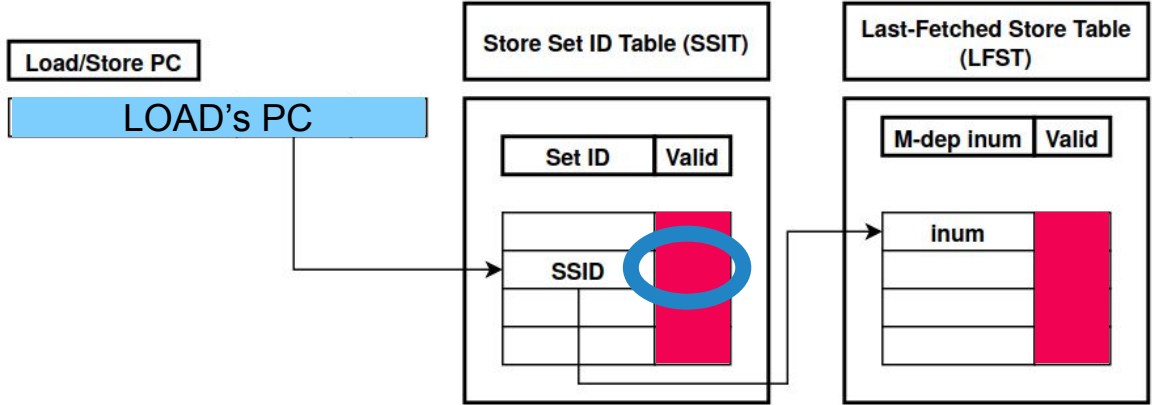 Load/Store PC
LOAD's PC
Store Set ID Table (SSIT)
Set ID
Valid
SSID
Last-Fetched Store Table
(LFST)
M-dep inum
Valid
inum